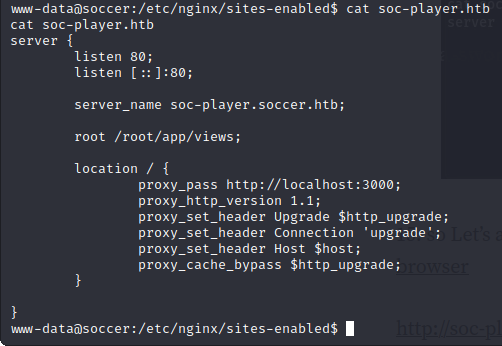 www-data@soccer:/etc/nginx/sites-enabled$ cat soc-player.htb
cat soc-player.htb
server {
        listen 80;
        listen [::]:80;

        server_name soc-player.soccer.htb;

        root /root/app/views;

        location / {
                proxy_pass http://localhost:3000;
                proxy_http_version 1.1;
                proxy_set_header Upgrade $http_upgrade;
                proxy_set_header Connection 'upgrade';
                proxy_set_header Host $host;
                proxy_cache_bypass $http_upgrade;
        }

}
www-data@soccer:/etc/nginx/sites-enabled$
Let's a
browser
http://soc-pl